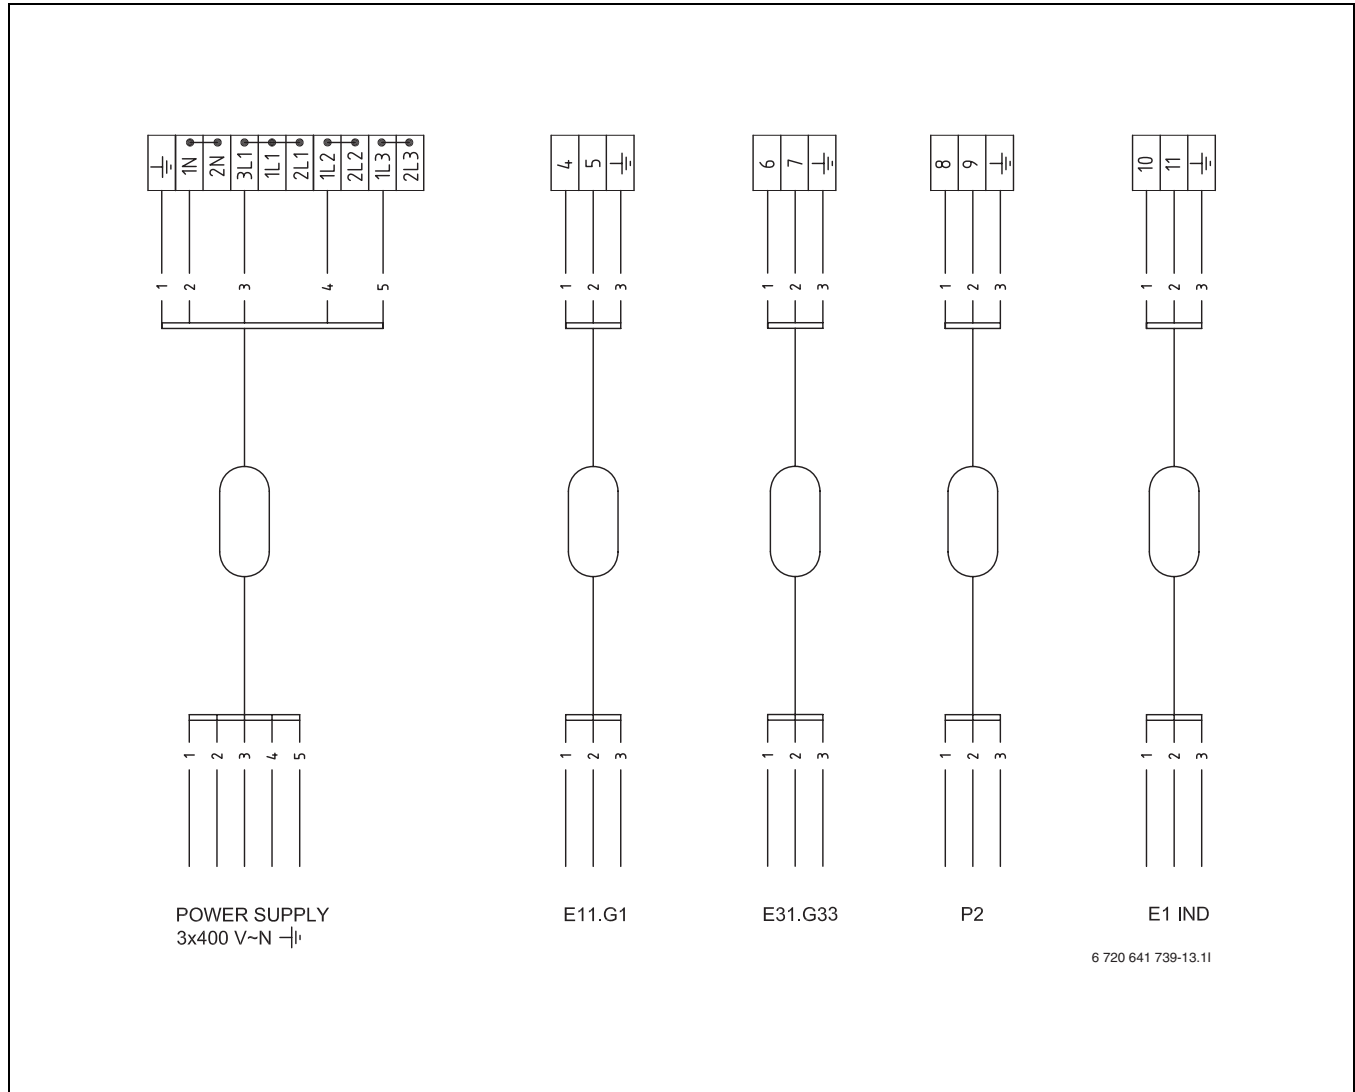 1N 2N 3L1 1L1 2L1 1L2 2L2 1L3 2L3
4 5
6 7
8 9
10 11
1 2 3 4 5
1 2 3
1 2 3
1 2 3
1 2 3
1 2 3 4 5
1 2 3
1 2 3
1 2 3
1 2 3
POWER SUPPLY
3x400 V~N
E11.G1
E31.G33
P2
E1 IND
6 720 641 739-13.1I